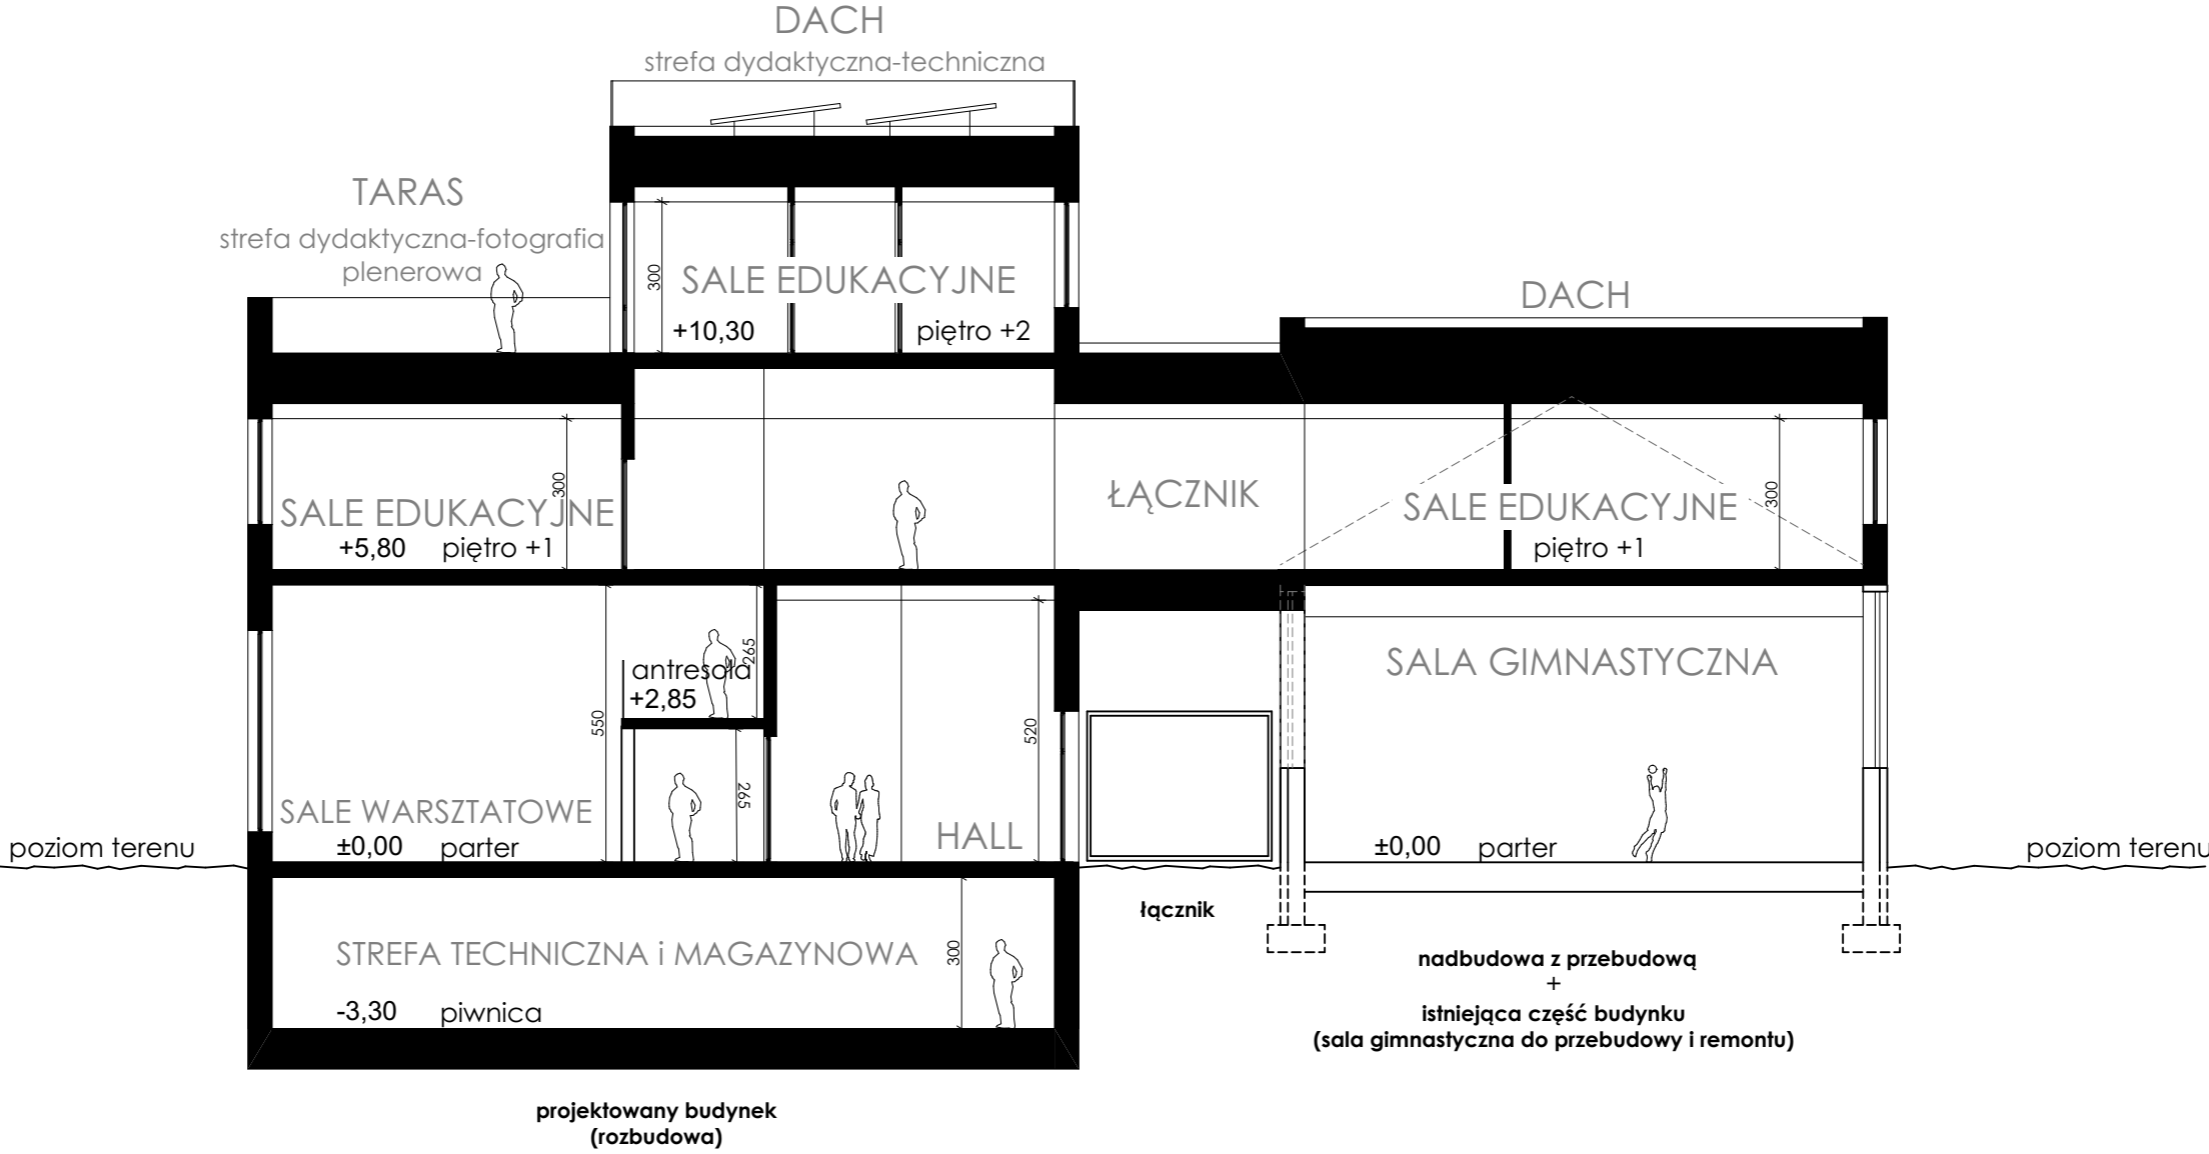 DACH
strefa dydaktyczna-techniczna
TARAS
strefa dydaktyczna-fotografia
plenerowa
300
SALE EDUKACYJNE
+10,30 piętro +2
DACH
300
SALE EDUKACYJNE
+5,80 piętro +1
ŁĄCZNIK
SALE EDUKACYJNE
piętro +1
300
265
antresola
+2,85
550
520
265
SALA GIMNASTYCZNA
SALE WARSZTATOWE
±0,00 parter
HALL
±0,00 parter
poziom terenu
poziom terenu
łącznik
STREFA TECHNICZNA i MAGAZYNOWA
300
-3,30 piwnica
nadbudowa z przebudową
+
istniejąca część budynku
(sala gimnastyczna do przebudowy i remontu)
projektowany budynek
(rozbudowa)